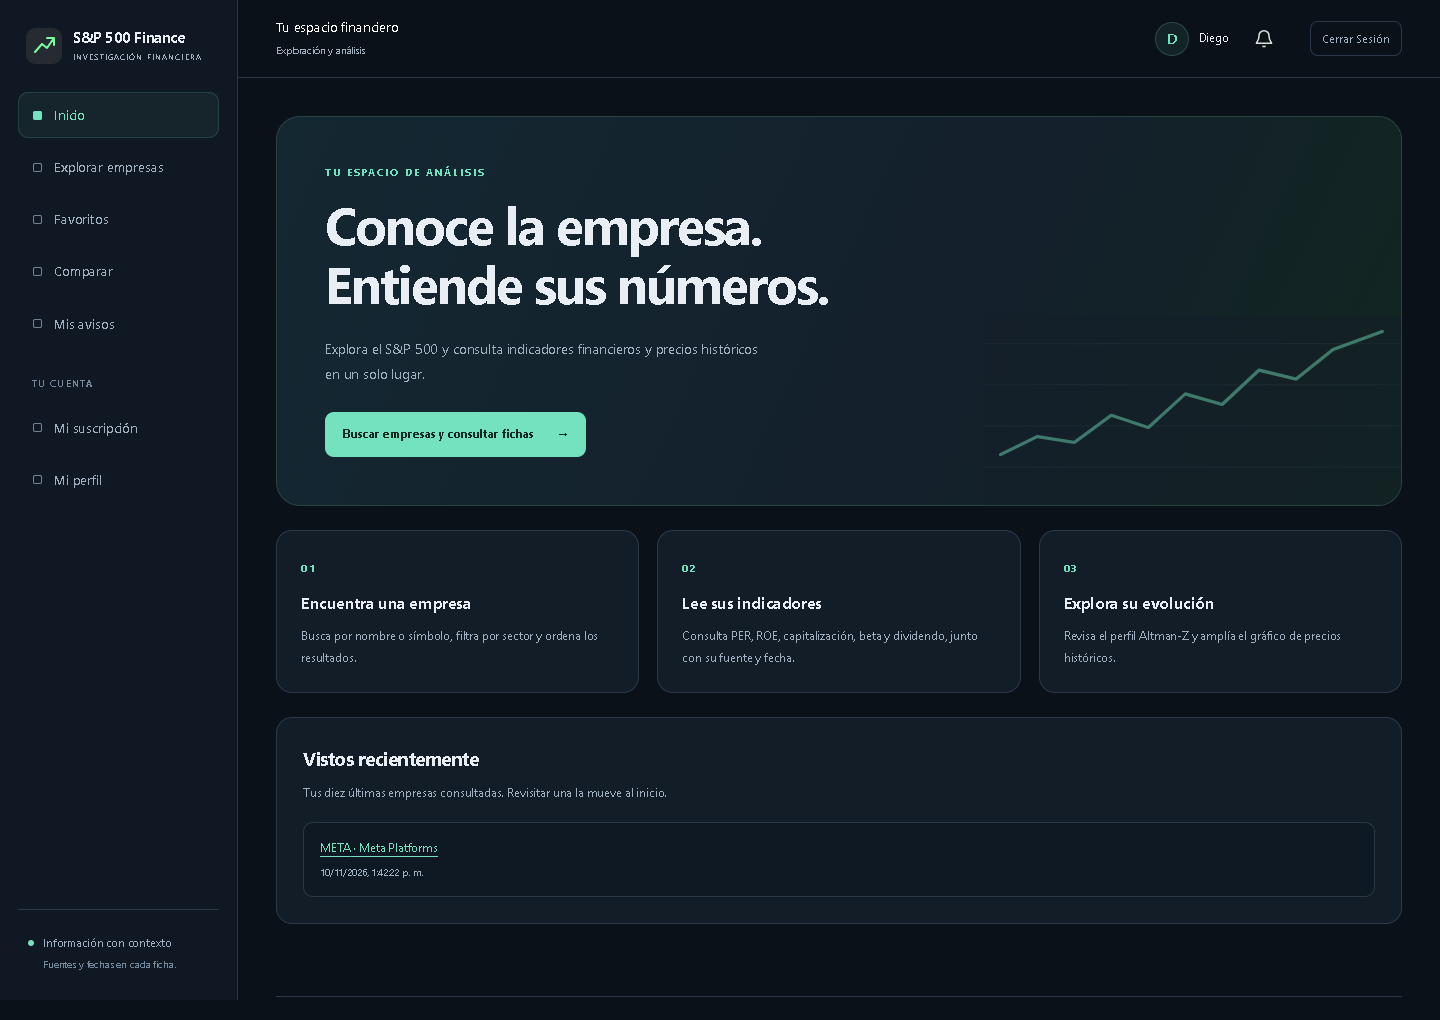 S&P 500 Finance
INVESTIGACIÓN FINANCIERA
Inicio
Explorar empresas
Favoritos
Comparar
Mis avisos
TU CUENTA
Mi suscripción
Mi perfil
Información con contexto
Fuentes y fechas en cada ficha.
Tu espacio financiero
Exploración y análisis
D
Diego
Cerrar Sesión
TU ESPACIO DE ANÁLISIS
Conoce la empresa.
Entiende sus números.
Explora el S&P 500 y consulta indicadores financieros y precios históricos
en un solo lugar.
Buscar empresas y consultar fichas →
01
Encuentra una empresa
Busca por nombre o símbolo, filtra por sector y ordena los
resultados.
02
Lee sus indicadores
Consulta PER, ROE, capitalización, beta y dividendo, junto
con su fuente y fecha.
03
Explora su evolución
Revisa el perfil Altman-Z y amplía el gráfico de precios
históricos.
Vistos recientemente
Tus diez últimas empresas consultadas. Revisitar una la mueve al inicio.
META · Meta Platforms
10/11/2026, 1:42:22 p. m.